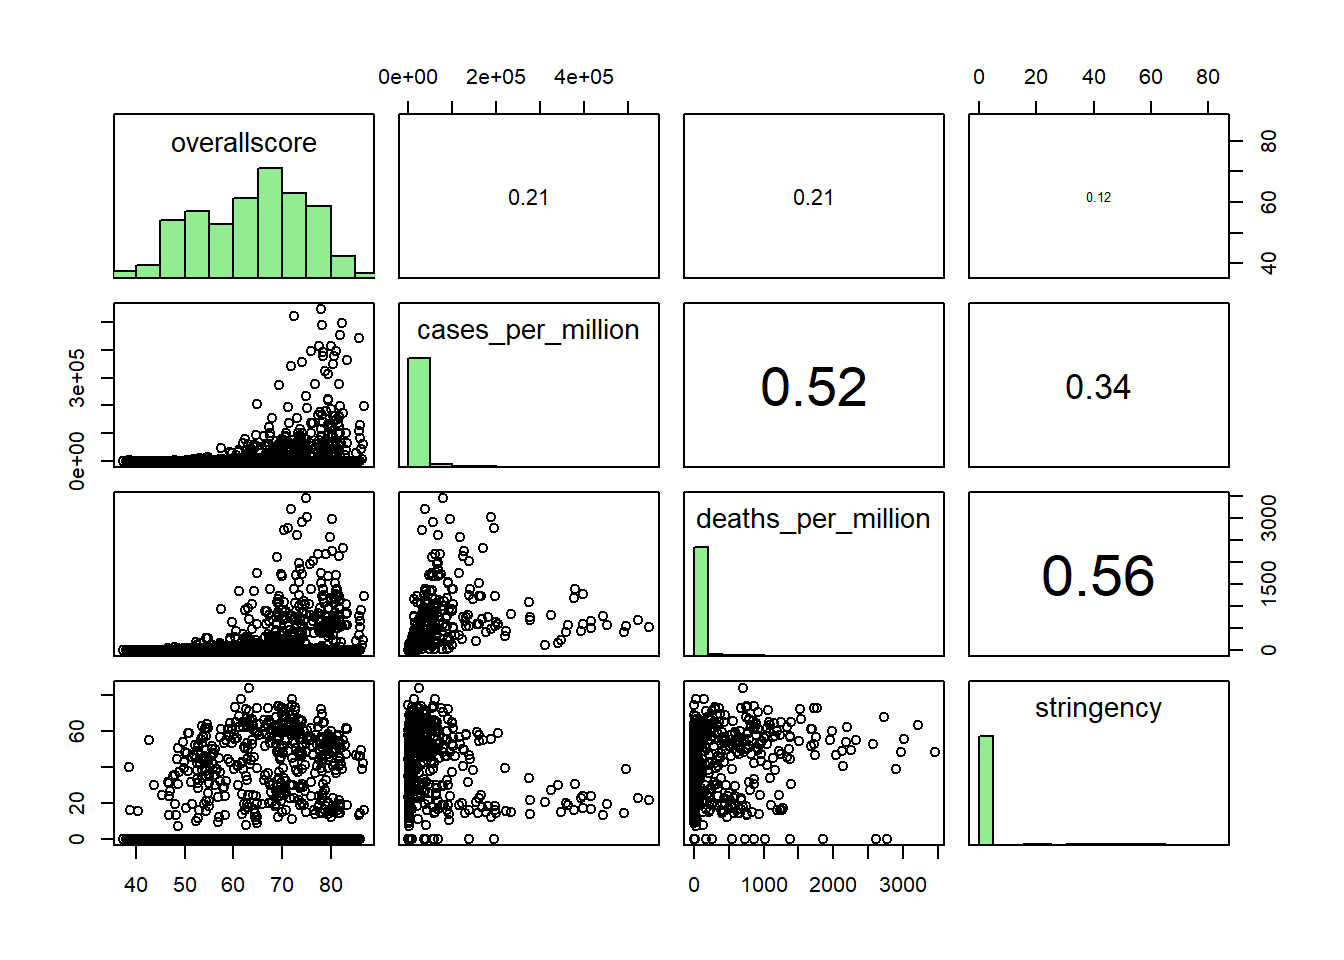 0e+00 2e+05 4e+05 0 20 40 60 80
overallscore 0.21 0.21 0.12 40 60 80
0e+00 3e+05 cases_per_million 0.52 0.34
deaths_per_million 0.56 0 1500 3000
0 20 60 stringency
40 50 60 70 80 0 1000 2000 3000